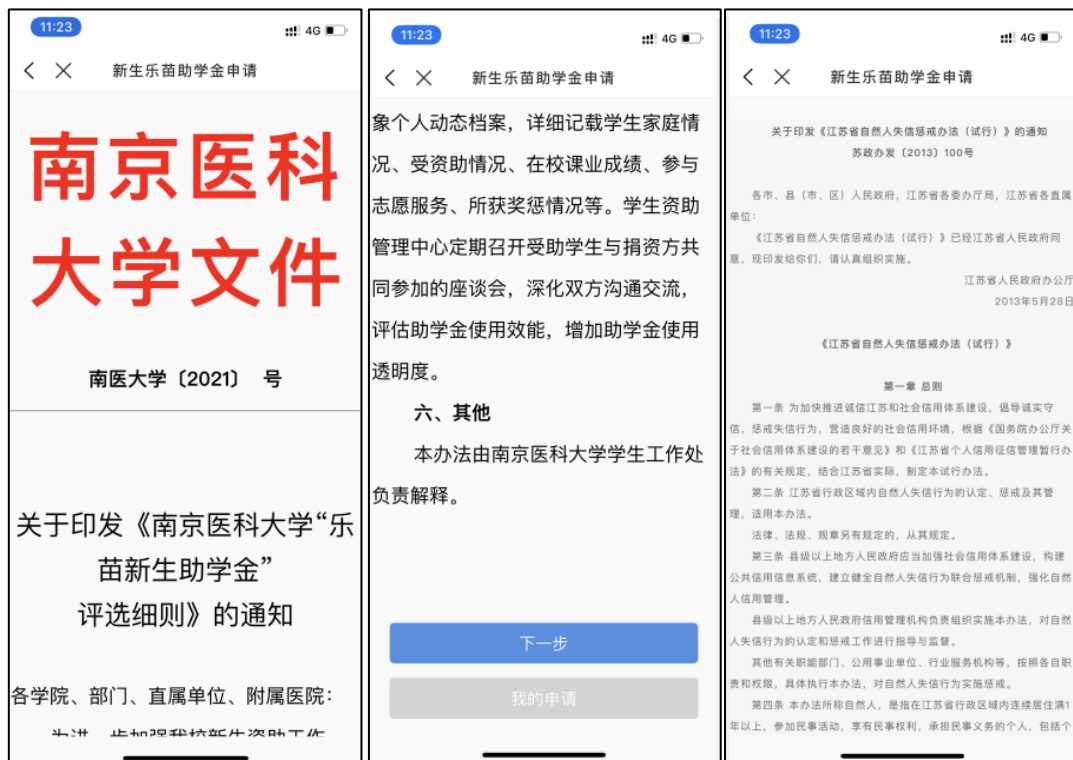 11:23
4G
新生乐苗助学金申请
南京医科
大学文件
南医大学〔2021〕 号
关于印发《南京医科大学“乐
苗新生助学金”
评选细则》的通知
各学院、部门、直属单位、附属医院：
为进一步加强我校新生资助工作
11:23
4G
新生乐苗助学金申请
象个人动态档案，详细记载学生家庭情
况、受资助情况、在校课业成绩、参与
志愿服务、所获奖惩情况等。学生资助
管理中心定期召开受助学生与捐资方共
同参加的座谈会，深化双方沟通交流，
评估助学金使用效能，增加助学金使用
透明度。
六、其他
本办法由南京医科大学学生工作处
负责解释。
下一步
我的申请
11:23
4G
新生乐苗助学金申请
关于印发《江苏省自然人失信惩戒办法（试行）》的通知
苏政办发〔2013〕100号
各市、县（市、区）人民政府，江苏省各委办厅局，江苏省各直属
单位：
《江苏省自然人失信惩戒办法（试行）》已经江苏省人民政府同
意，现印发给你们，请认真组织实施。
江苏省人民政府办公厅
2013年5月28日
《江苏省自然人失信惩戒办法（试行）》
第一章 总则
第一条 为加快推进诚信江苏和社会信用体系建设，倡导诚实守
信，惩戒失信行为，营造良好的社会信用环境，根据《国务院办公厅关
于社会信用体系建设的若干意见》和《江苏省个人信用征信管理暂行办
法》的有关规定，结合江苏省实际，制定本试行办法。
第二条 江苏省行政区域内自然人失信行为的认定、惩戒及其管
理，适用本办法。
法律、法规、规章另有规定的，从其规定。
第三条 县级以上地方人民政府应当加强社会信用体系建设，构建
公共信用信息系统，建立健全自然人失信行为联合惩戒机制，强化自然
人信用管理。
县级以上地方人民政府信用管理机构负责组织实施本办法，对自然
人失信行为的认定和惩戒工作进行指导与监督。
其他有关职能部门、公用事业单位、行业服务机构等，按照各自职
责和权限，具体执行本办法，对自然人失信行为实施惩戒。
第四条 本办法所称自然人，是指在江苏省行政区域内连续居住满1
年以上，参加民事活动，享有民事权利，承担民事义务的个人，包括个